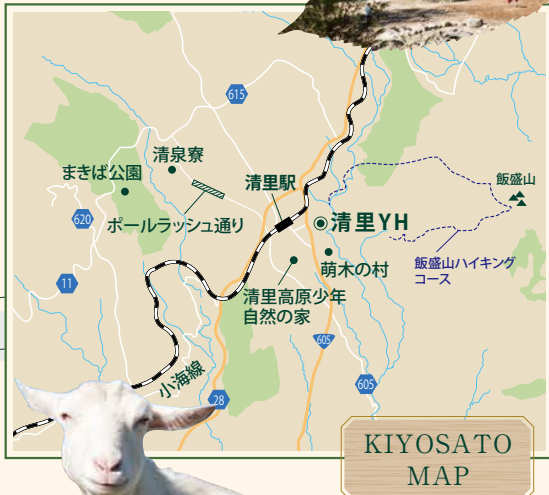 615
清泉寮
まきば公園
清里駅
飯盛山
620
ポールラッシュ通り
清里YH
萌木の村
飯盛山ハイキング
コース
11
清里高原少年
自然の家
605
小海線
605
28
KIYOSATO
MAP